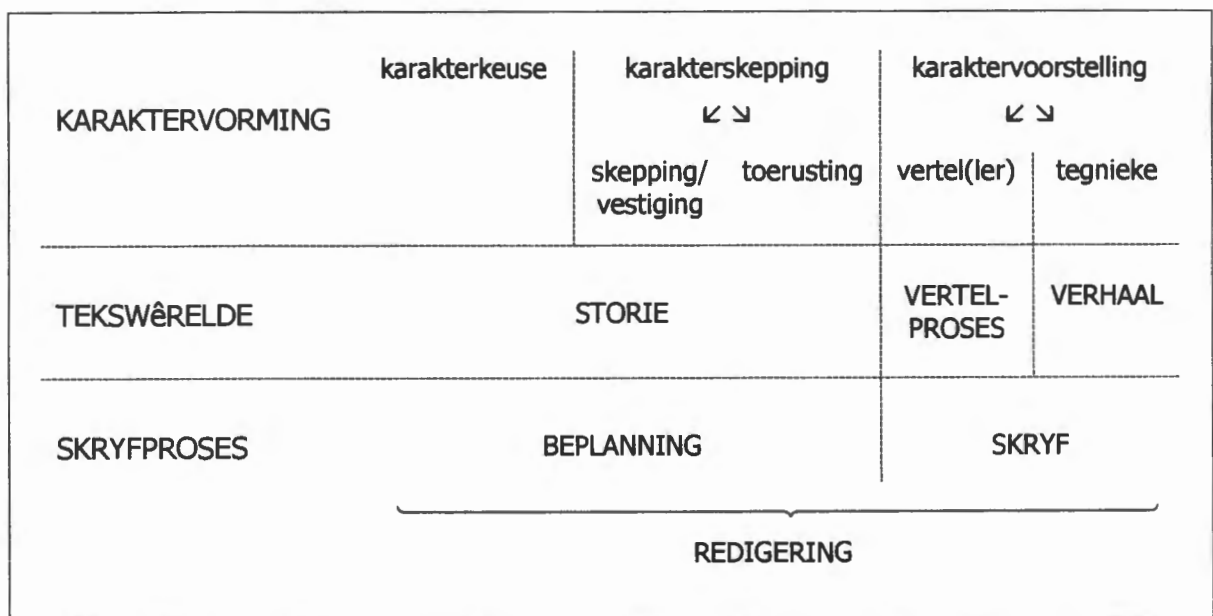 karakterkeuse karakterskepping karaktervoorstelling
KARAKTERVORMING
↙ ↘ ↙ ↘
skepping/ toerusting vertel(ler) tegnieke
vestiging
TEKSWêRELDE STORIE VERTEL- VERHAAL
PROSES
SKRYFPROSES BEPLANNING SKRYF
REDIGERING